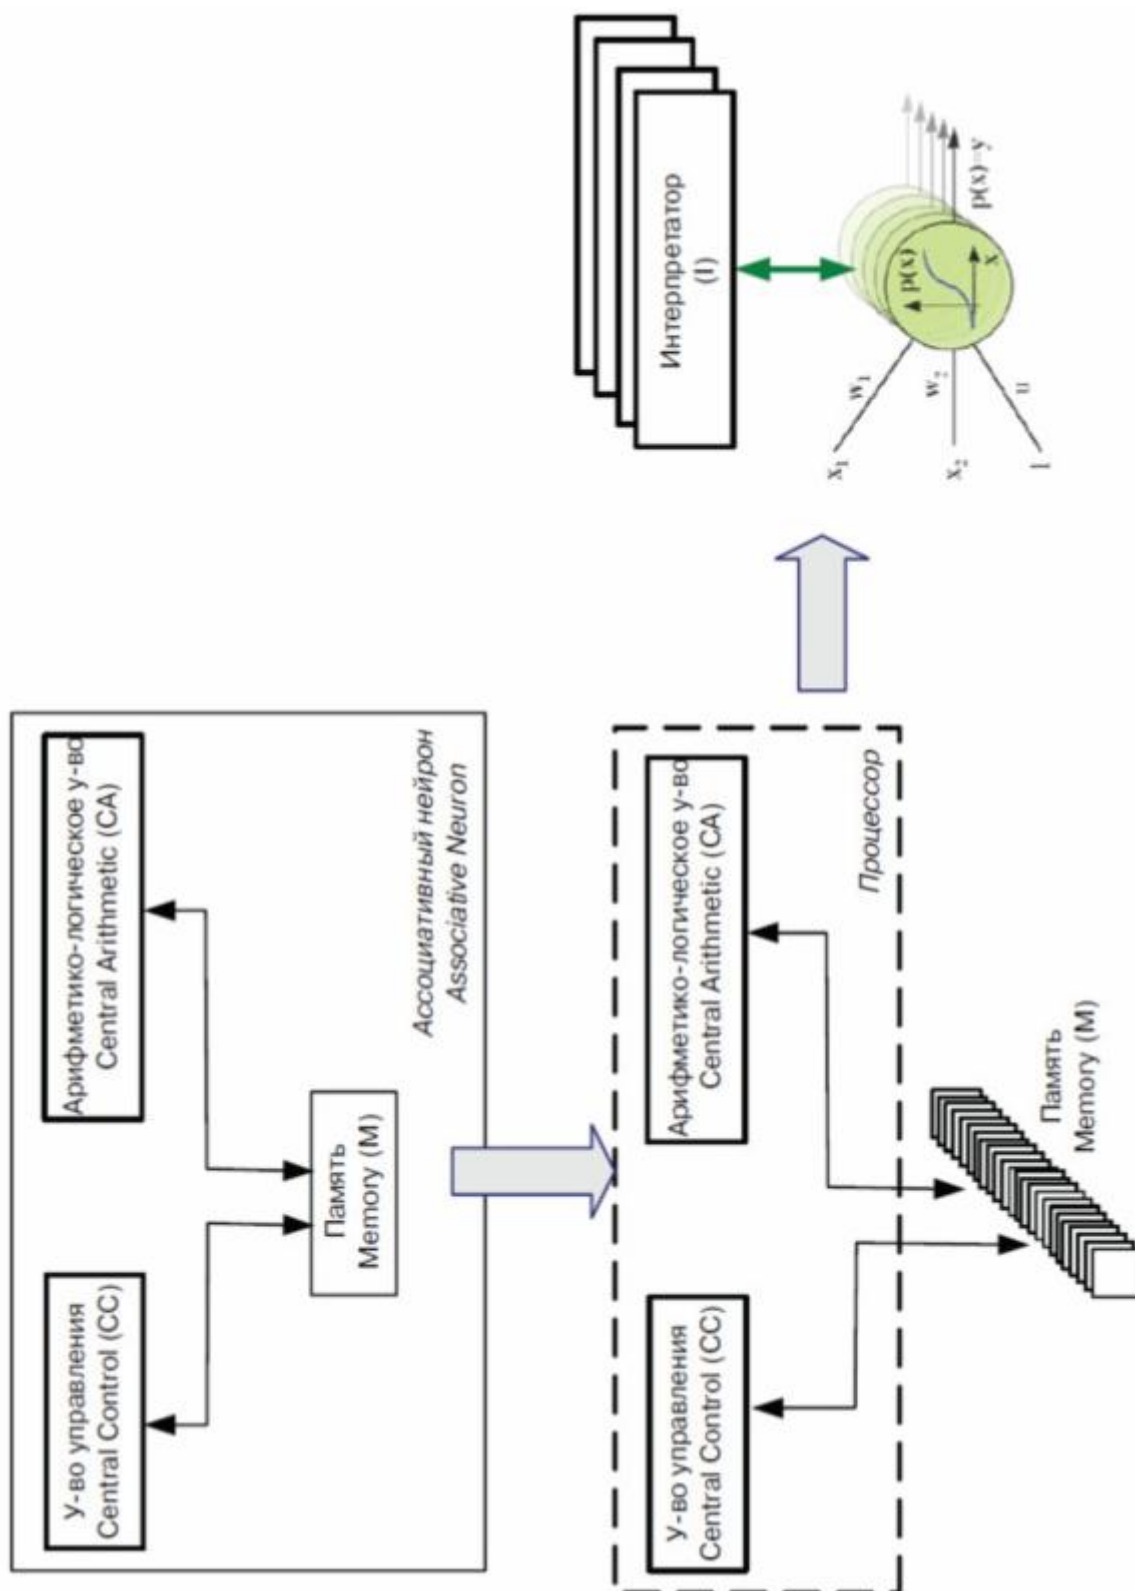 У-во управления
Central Control (CC)
Арифметико-логическое у-во
Central Arithmetic (CA)
Память
Memory (M)
Ассоциативный нейрон
Associative Neuron
У-во управления
Central Control (CC)
Арифметико-логическое у-во
Central Arithmetic (CA)
Процессор
Память
Memory (M)
Интерпретатор
(I)
x₁
w₁
x₂
w₂
1
p(x)
x
p(x)=y